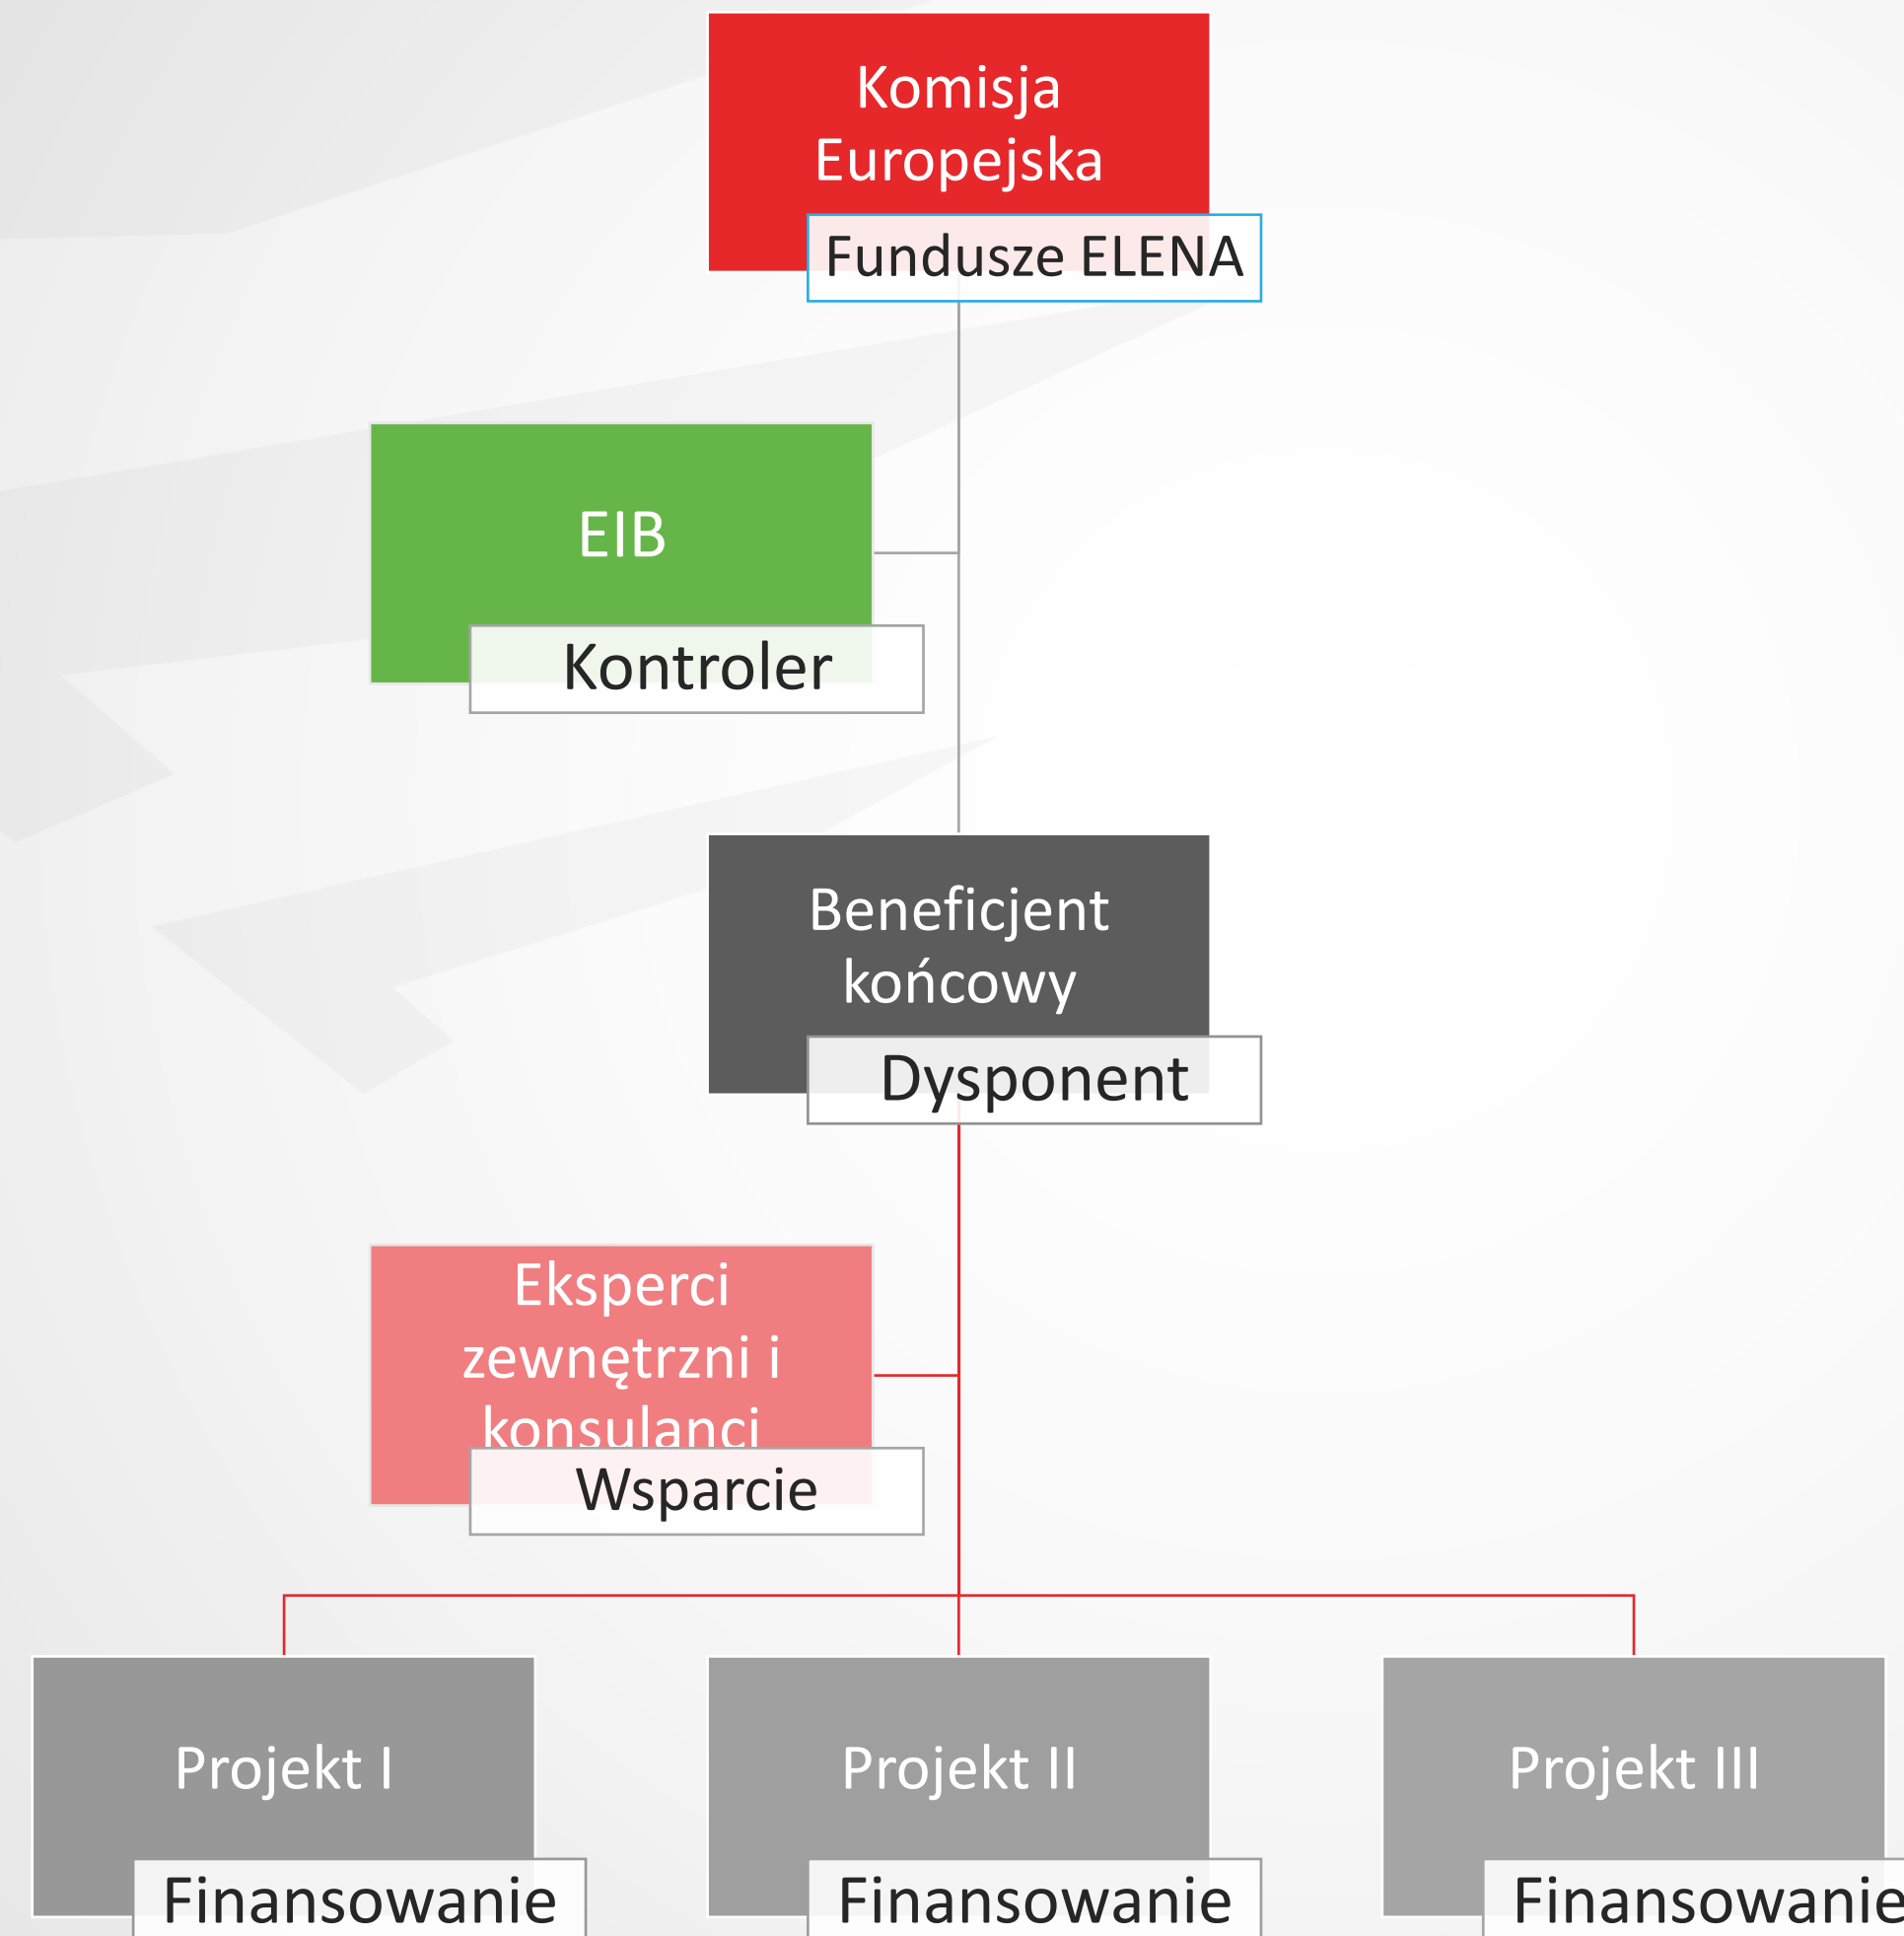 Komisja
Europejska
Fundusze ELENA
EIB
Kontroler
Beneficjent
końcowy
Dysponent
Eksperci
zewnętrzni i
konsulanci
Wsparcie
Projekt I
Projekt II
Projekt III
Finansowanie
Finansowanie
Finansowanie